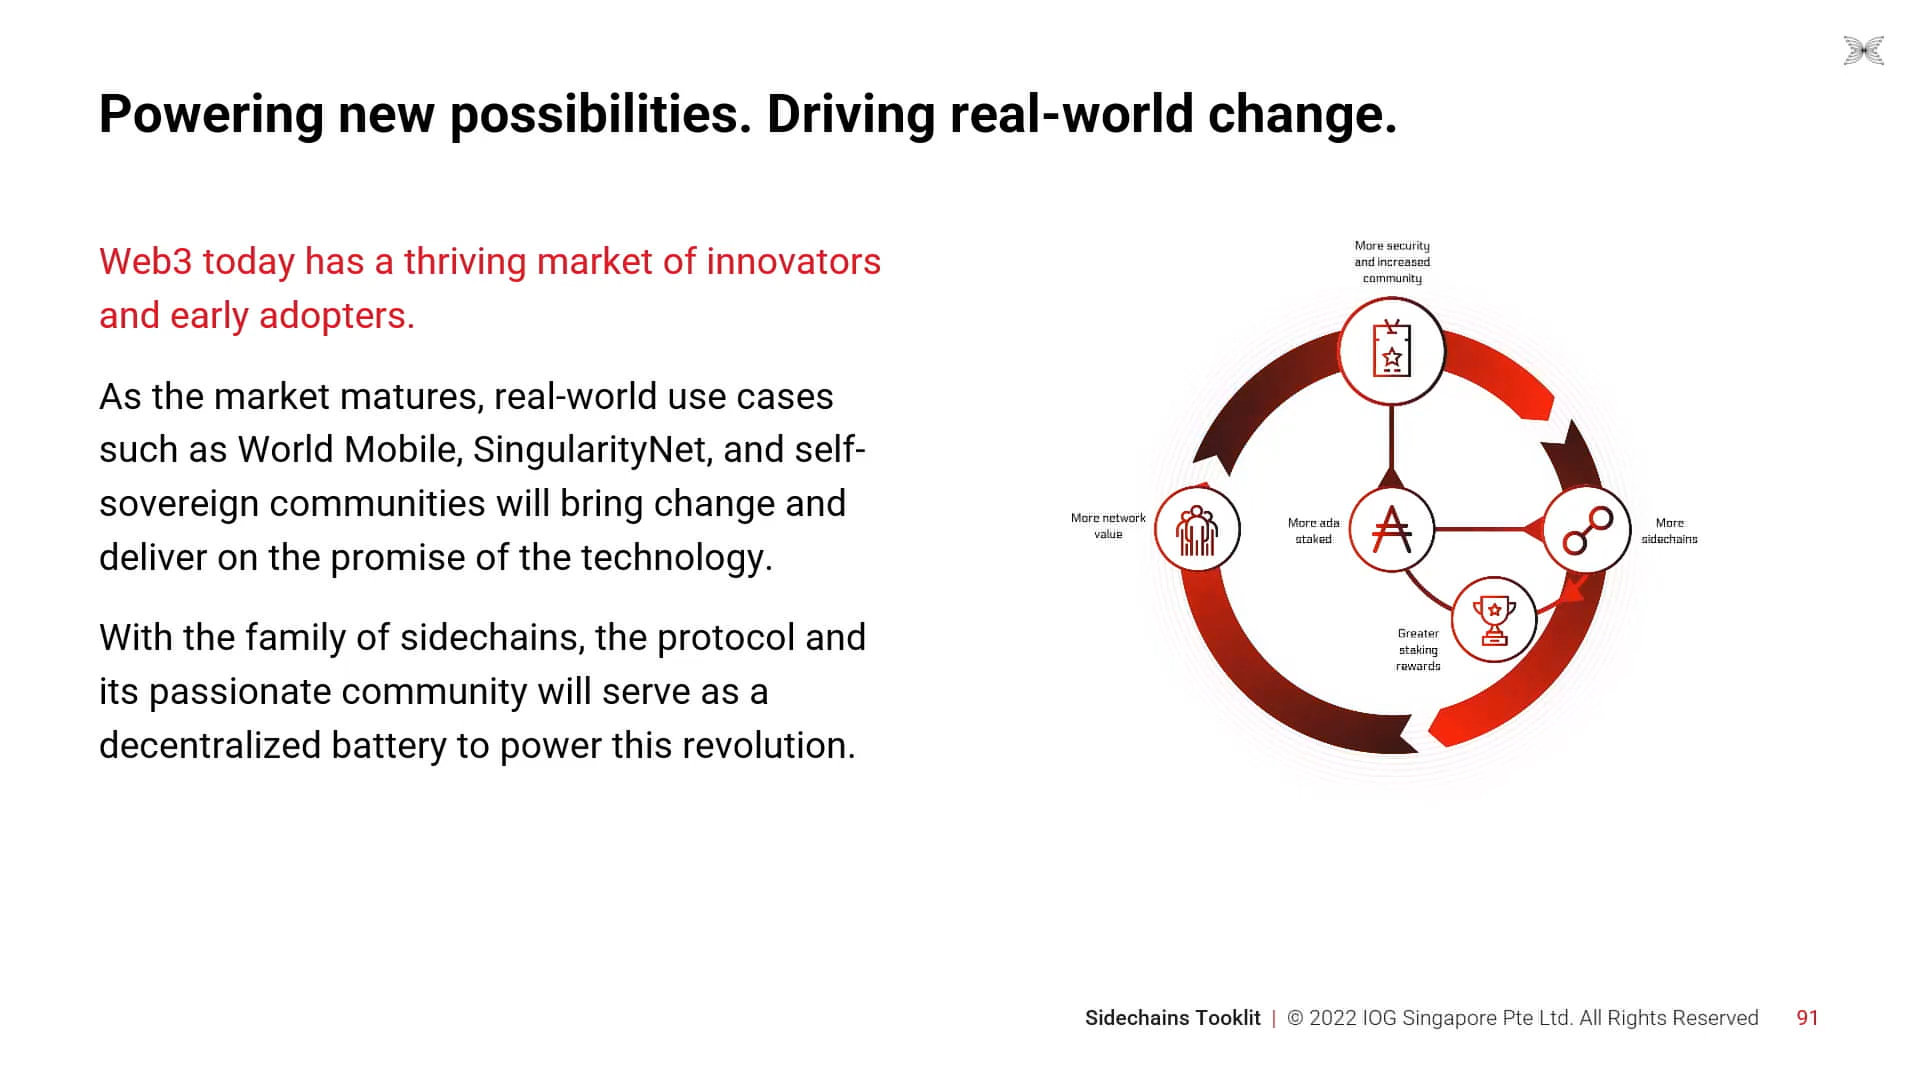 Powering new possibilities. Driving real-world change.
Web3 today has a thriving market of innovators
and early adopters.
As the market matures, real-world use cases
such as World Mobile, SingularityNet, and self-
sovereign communities will bring change and
deliver on the promise of the technology.
With the family of sidechains, the protocol and
its passionate community will serve as a
decentralized battery to power this revolution.
More security
and increased
community
More network
value
More ada
staked
More
sidechains
Greater
staking
rewards
Sidechains Tooklit | © 2022 IOG Singapore Pte Ltd. All Rights Reserved 91